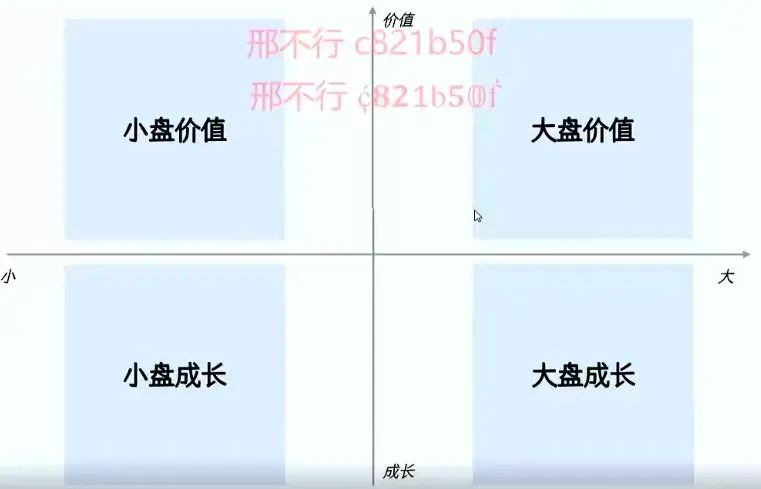 价值
邢不行 c821b50f
邢不行 c821b50f
小盘价值
大盘价值
小
大
小盘成长
大盘成长
成长